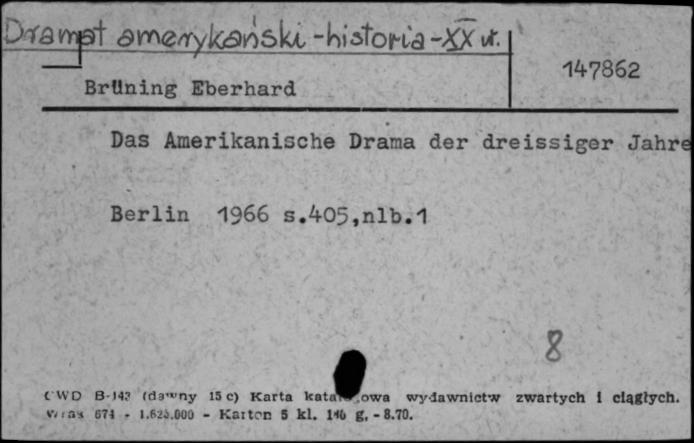 Dramat amerykański - historia - XX w.
147862
Brüning Eberhard
Das Amerikanische Drama der dreissiger Jahre
Berlin 1966 s.405,nlb.1
8
CWD B-143 (dawny 15 c) Karta katalogowa wydawnictw zwartych i ciągłych.
674 - 1.625.000 - Karton 5 kl. 140 g. - 8.70.